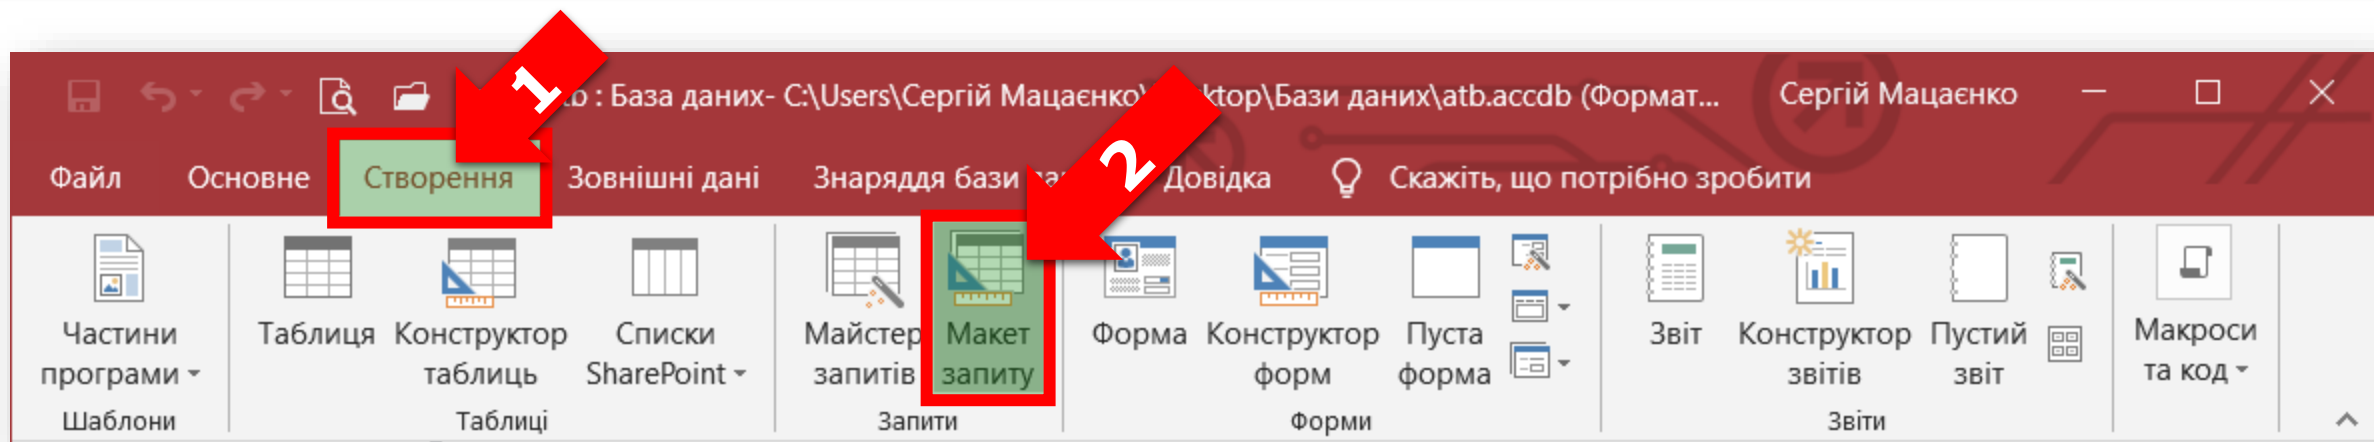 1
: База даних- C:\Users\Сергій Мацаєнко\ktop\Бази даних\atb.accdb (Формат... Сергій Мацаєнко
Файл Основне Створення Зовнішні дані Знаряддя бази Довідка Скажіть, що потрібно зробити
2
Частини програми
Таблиця
Конструктор таблиць
Списки SharePoint
Майстер запитів
Макет запиту
Форма
Конструктор форм
Пуста форма
Звіт
Конструктор звітів
Пустий звіт
Макроси та код
Шаблони Таблиці Запити Форми Звіти